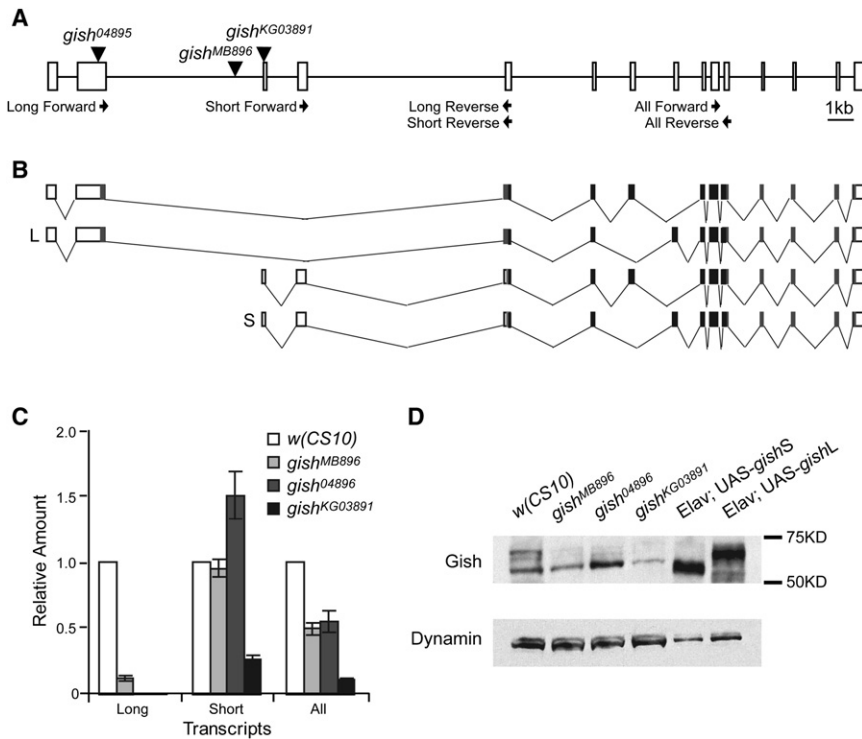 A
gish04895
gishMB896
gishKG03891
Long Forward
Short Forward
Long Reverse
Short Reverse
All Forward
All Reverse
1kb
B
L
S
C
Relative Amount
2.0
1.5
1.0
0.5
0
w(CS10)
gishMB896
gish04896
gishKG03891
Long
Short
All
Transcripts
D
w(CS10)
gishMB896
gish04896
gishKG03891
Elav; UAS-gishS
Elav; UAS-gishL
Gish
75KD
50KD
Dynamin